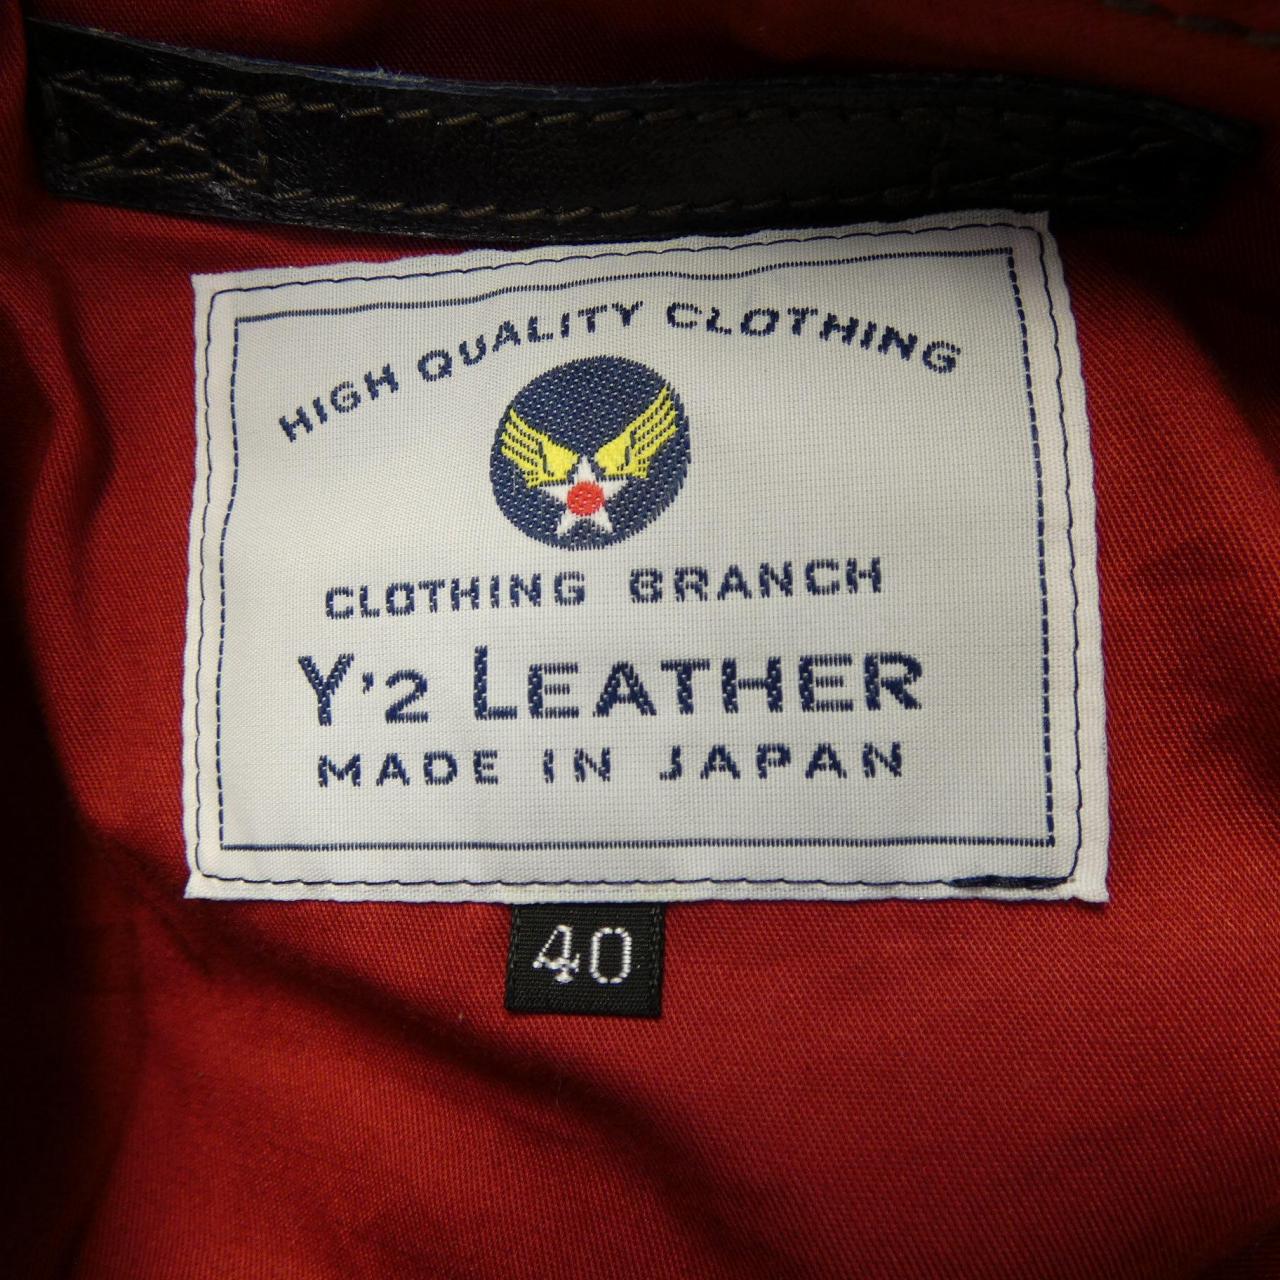 HIGH QUALITY CLOTHING
CLOTHING BRANCH
Y'2 LEATHER
MADE IN JAPAN
40